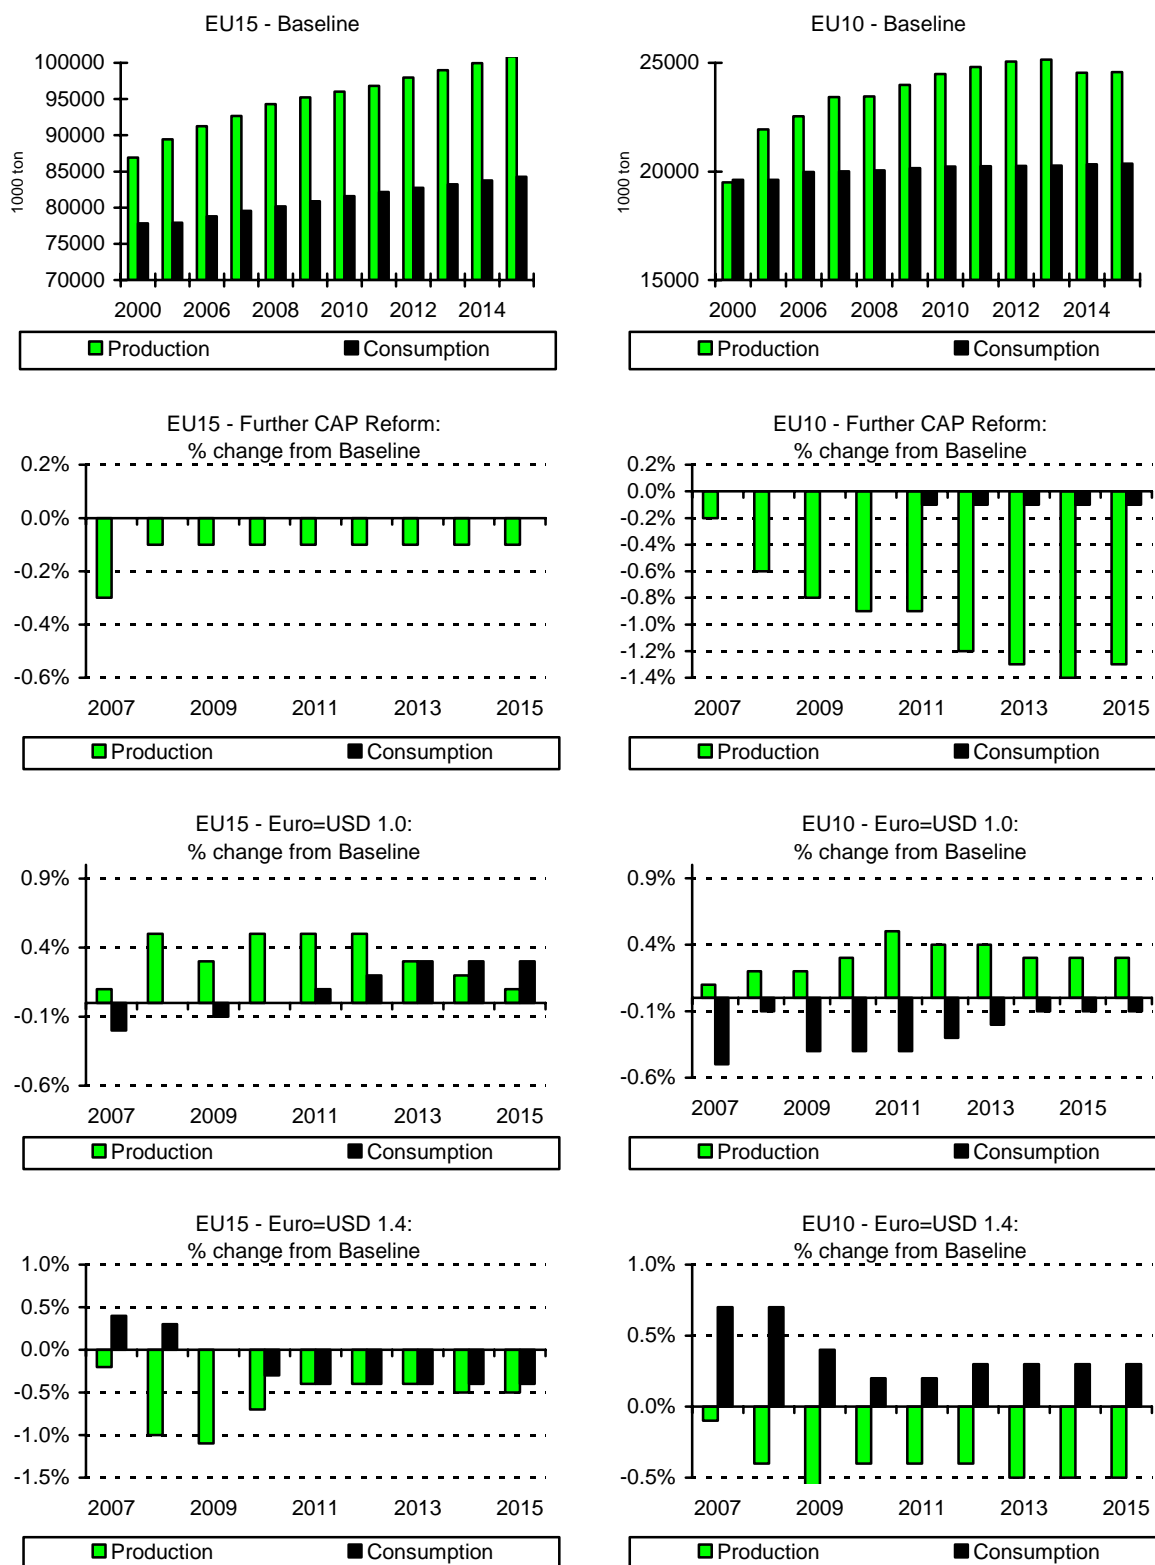 EU15 - Baseline
100000
95000
90000
85000
80000
75000
70000
1000 ton
2000 2006 2008 2010 2012 2014
Production Consumption
EU10 - Baseline
25000
20000
15000
1000 ton
2000 2006 2008 2010 2012 2014
Production Consumption
EU15 - Further CAP Reform:
% change from Baseline
0.2%
0.0%
-0.2%
-0.4%
-0.6%
2007 2009 2011 2013 2015
Production Consumption
EU10 - Further CAP Reform:
% change from Baseline
0.2%
0.0%
-0.2%
-0.4%
-0.6%
-0.8%
-1.0%
-1.2%
-1.4%
2007 2009 2011 2013 2015
Production Consumption
EU15 - Euro=USD 1.0:
% change from Baseline
0.9%
0.4%
-0.1%
-0.6%
2007 2009 2011 2013 2015
Production Consumption
EU10 - Euro=USD 1.0:
% change from Baseline
0.9%
0.4%
-0.1%
-0.6%
2007 2009 2011 2013 2015
Production Consumption
EU15 - Euro=USD 1.4:
% change from Baseline
1.0%
0.5%
0.0%
-0.5%
-1.0%
-1.5%
2007 2009 2011 2013 2015
Production Consumption
EU10 - Euro=USD 1.4:
% change from Baseline
1.0%
0.5%
0.0%
-0.5%
2007 2009 2011 2013 2015
Production Consumption